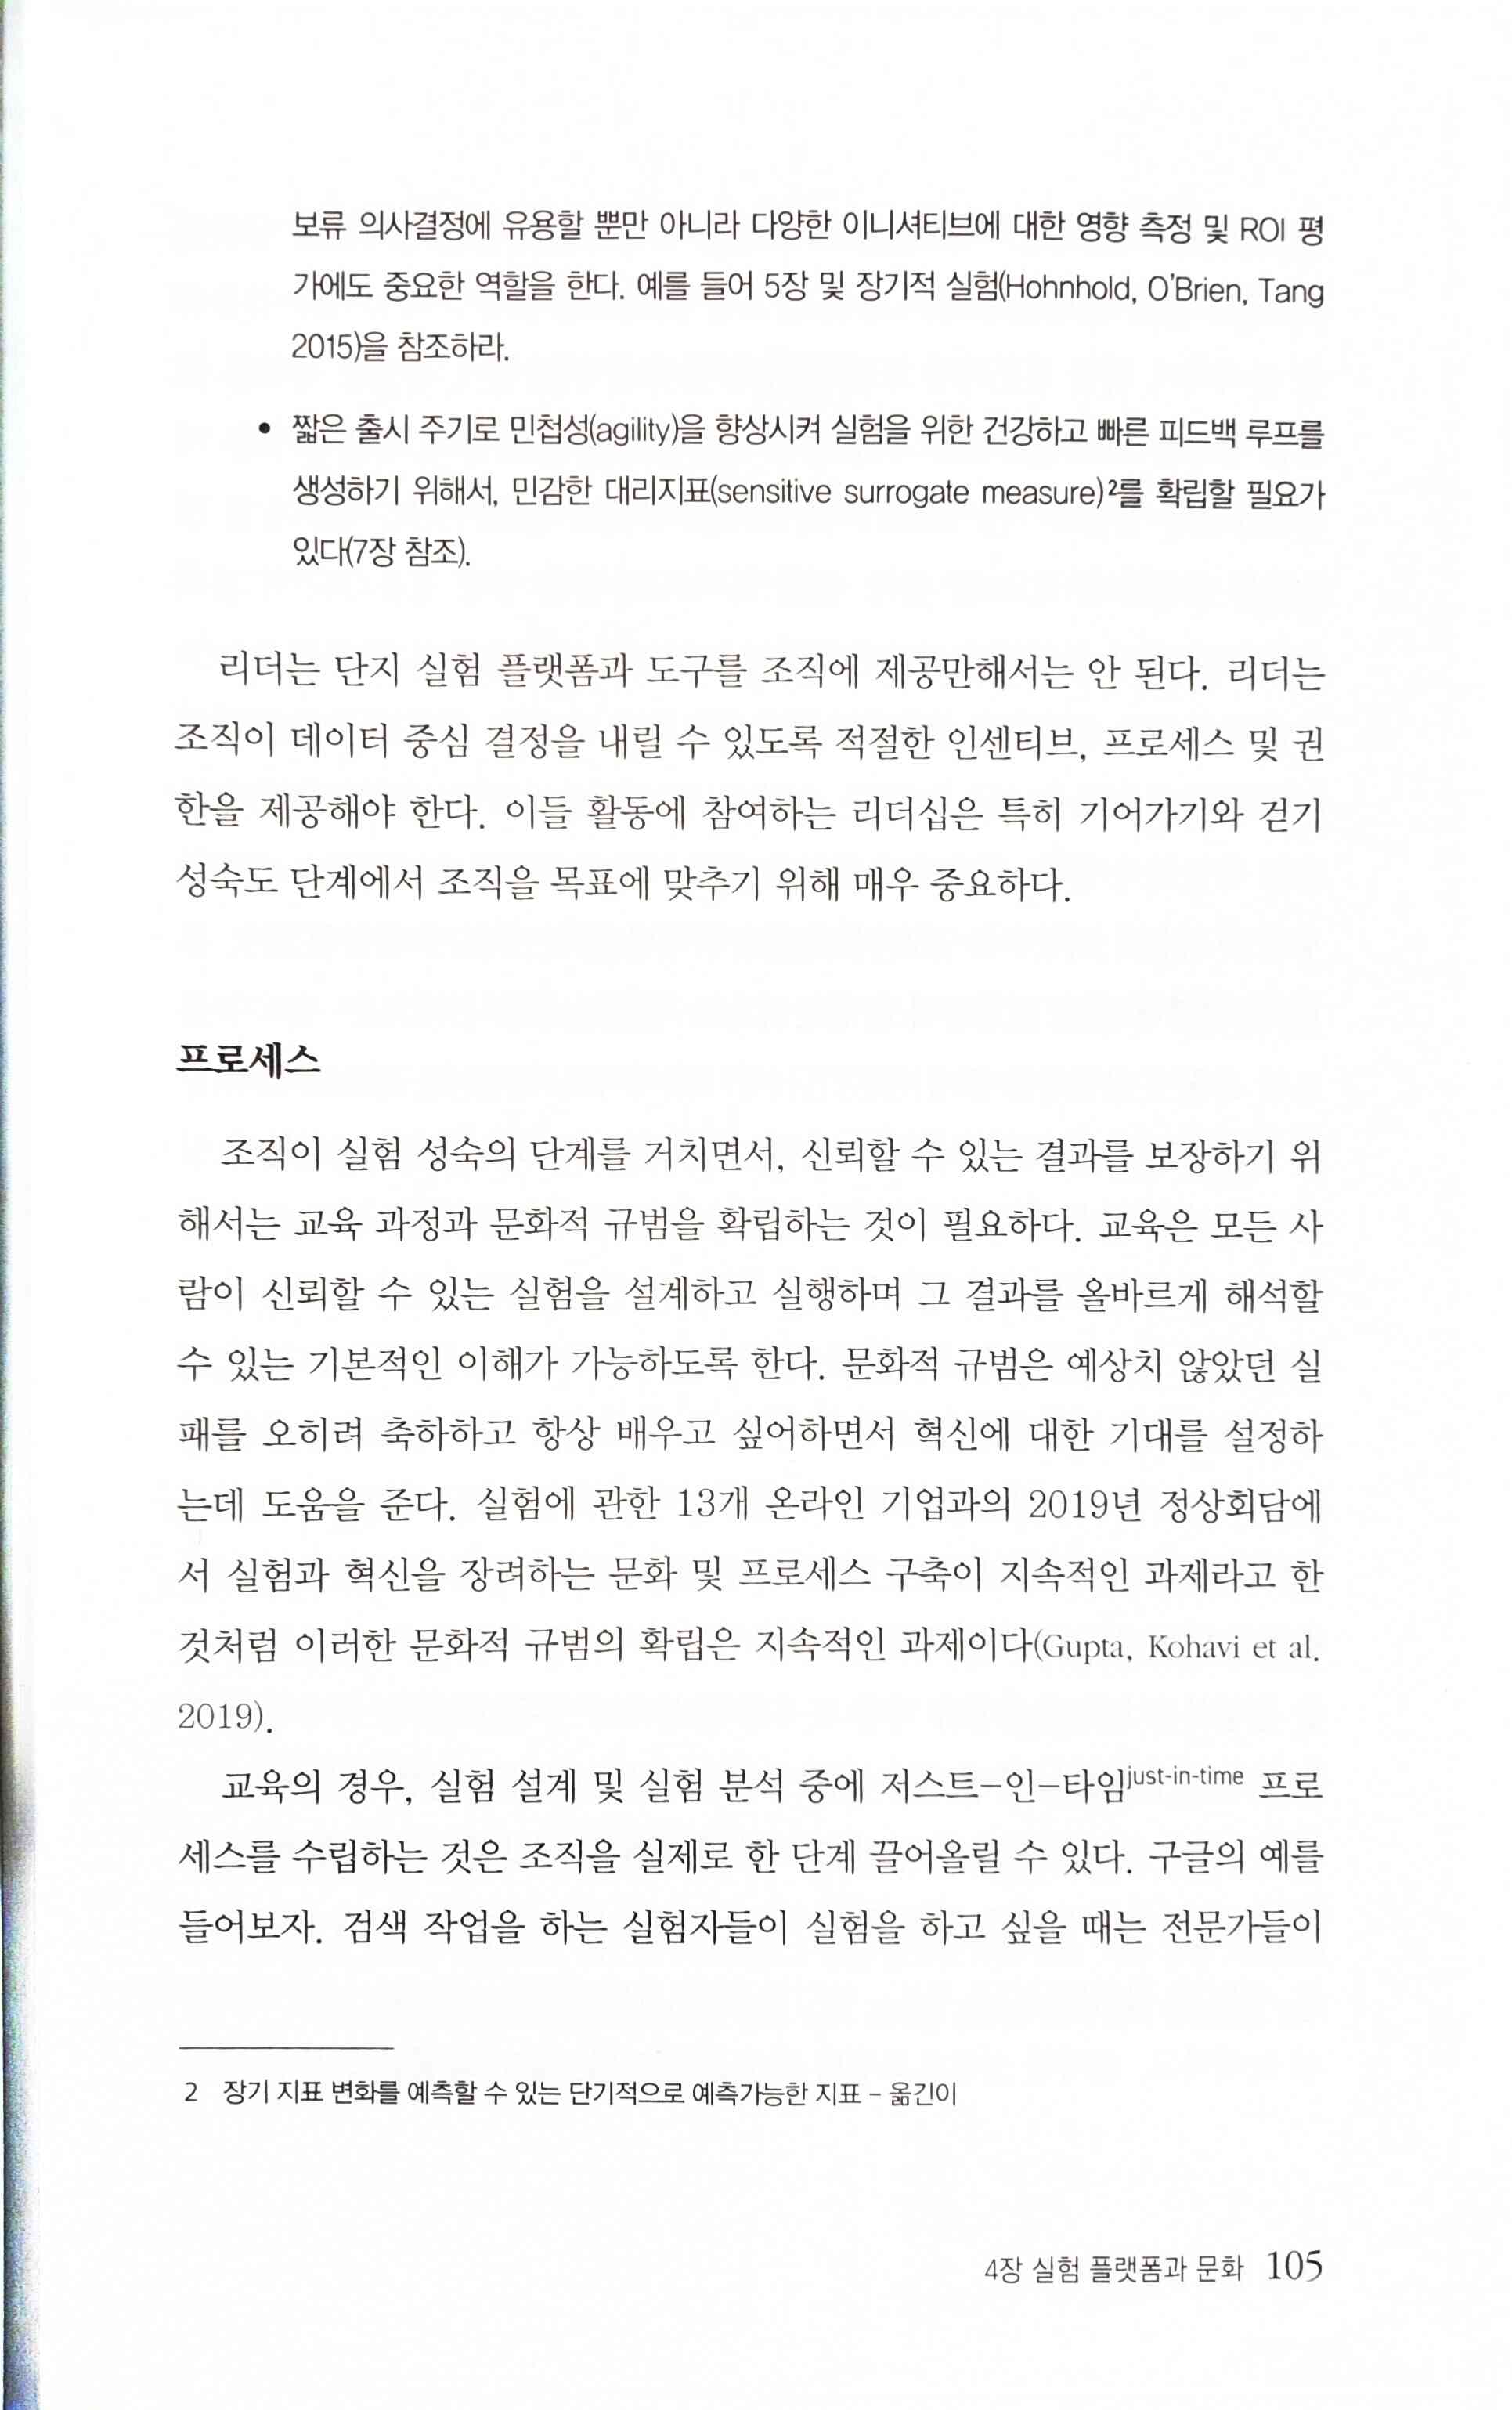 보류 의사결정에 유용할 뿐만 아니라 다양한 이니셔티브에 대한 영향 측정 및 ROI 평
가에도 중요한 역할을 한다. 예를 들어 5장 및 장기적 실험(Hohnhold, O'Brien, Tang
2015)을 참조하라.
• 짧은 출시 주기로 민첩성(agility)을 향상시켜 실험을 위한 건강하고 빠른 피드백 루프를
생성하기 위해서, 민감한 대리지표(sensitive surrogate measure)²를 확립할 필요가
있다(7장 참조).
리더는 단지 실험 플랫폼과 도구를 조직에 제공만해서는 안 된다. 리더는
조직이 데이터 중심 결정을 내릴 수 있도록 적절한 인센티브, 프로세스 및 권
한을 제공해야 한다. 이들 활동에 참여하는 리더십은 특히 기어가기와 걷기
성숙도 단계에서 조직을 목표에 맞추기 위해 매우 중요하다.
프로세스
조직이 실험 성숙의 단계를 거치면서, 신뢰할 수 있는 결과를 보장하기 위
해서는 교육 과정과 문화적 규범을 확립하는 것이 필요하다. 교육은 모든 사
람이 신뢰할 수 있는 실험을 설계하고 실행하며 그 결과를 올바르게 해석할
수 있는 기본적인 이해가 가능하도록 한다. 문화적 규범은 예상치 않았던 실
패를 오히려 축하하고 항상 배우고 싶어하면서 혁신에 대한 기대를 설정하
는데 도움을 준다. 실험에 관한 13개 온라인 기업과의 2019년 정상회담에
서 실험과 혁신을 장려하는 문화 및 프로세스 구축이 지속적인 과제라고 한
것처럼 이러한 문화적 규범의 확립은 지속적인 과제이다(Gupta, Kohavi et al.
2019).
교육의 경우, 실험 설계 및 실험 분석 중에 저스트-인-타임just-in-time 프로
세스를 수립하는 것은 조직을 실제로 한 단계 끌어올릴 수 있다. 구글의 예를
들어보자. 검색 작업을 하는 실험자들이 실험을 하고 싶을 때는 전문가들이
2 장기 지표 변화를 예측할 수 있는 단기적으로 예측가능한 지표 - 옮긴이
4장 실험 플랫폼과 문화 105